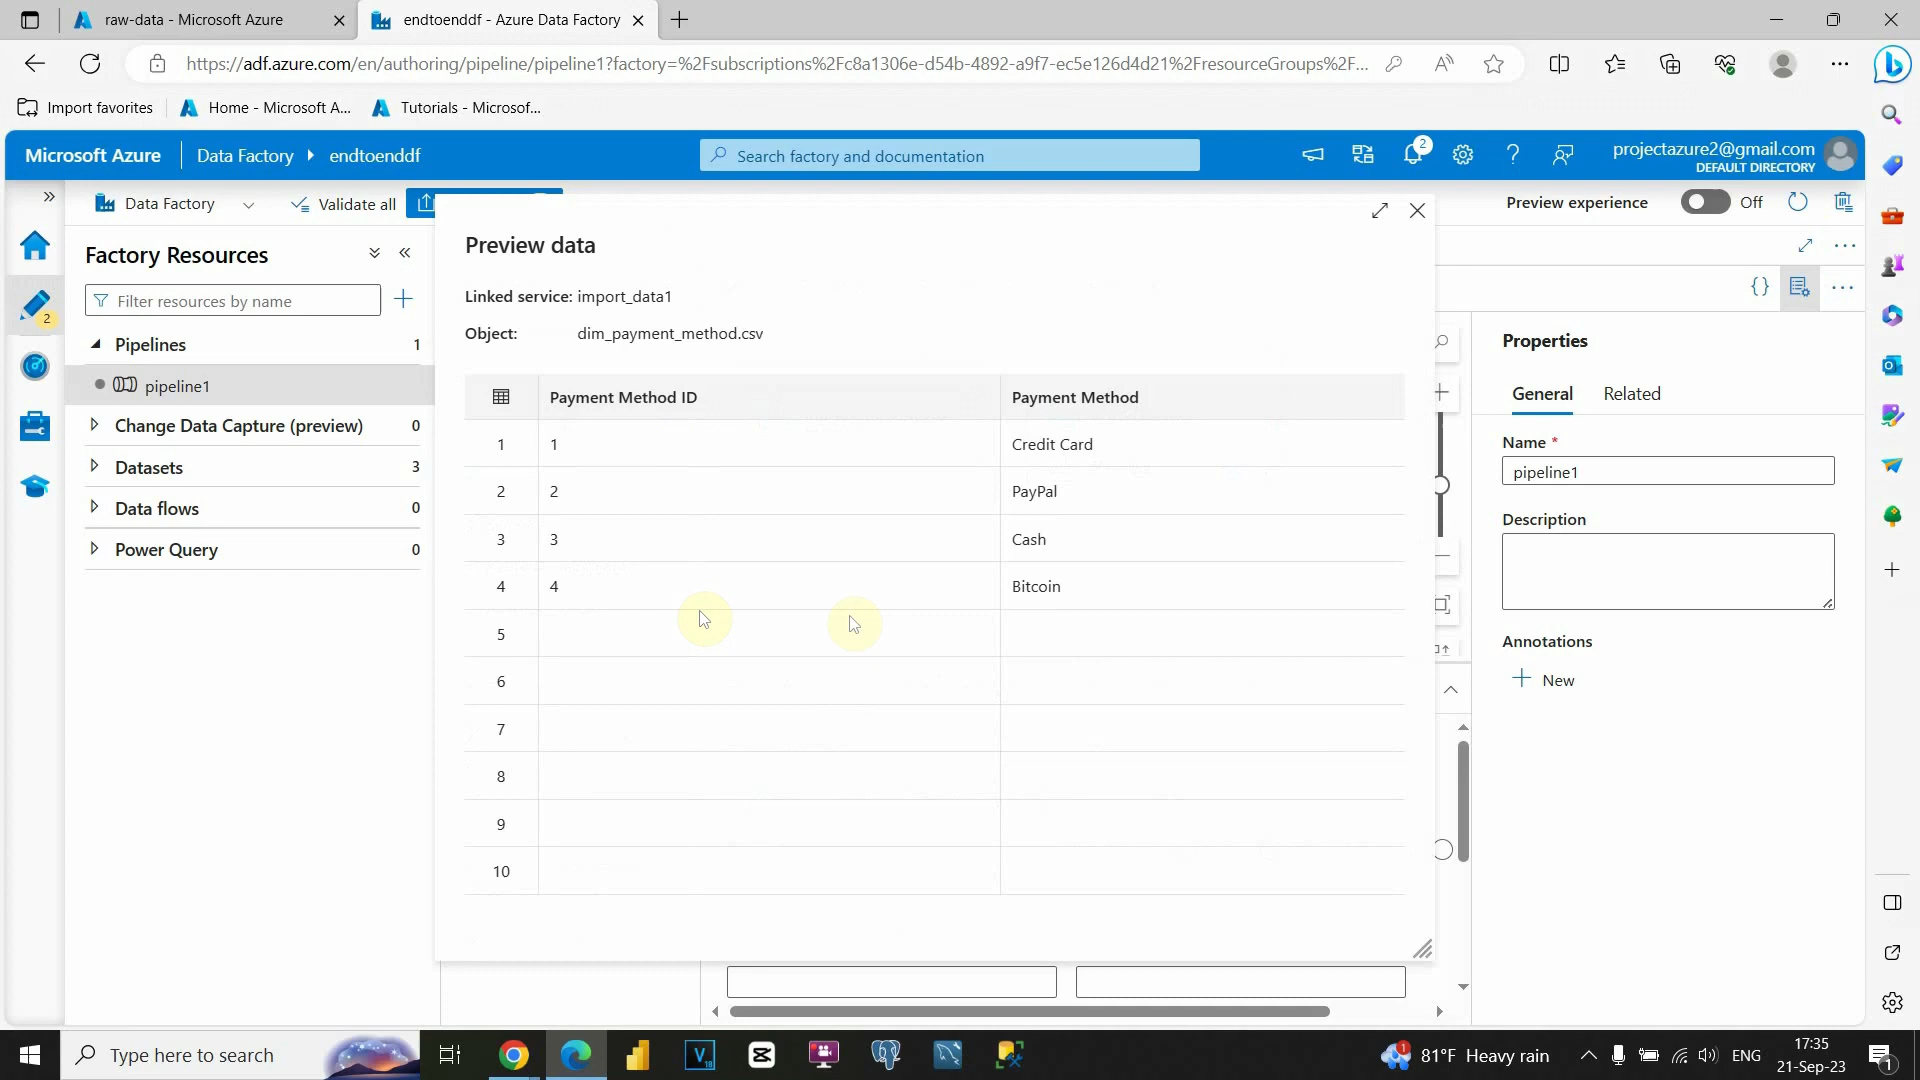 raw-data - Microsoft Azure
endtoenddf - Azure Data Factory
https://adf.azure.com/en/authoring/pipeline/pipeline1?factory=%2Fsubscriptions%2Fc8a1306e-d54b-4892-a9f7-ec5e126d4d21%2FresourceGroups%2F...
Import favorites
Home - Microsoft A...
Tutorials - Microsof...
Microsoft Azure
Data Factory
endtoenddf
Search factory and documentation
2
projectazure2@gmail.com
DEFAULT DIRECTORY
Data Factory
Validate all
Preview experience
Off
Factory Resources
Filter resources by name
2
Pipelines 1
pipeline1
Change Data Capture (preview) 0
Datasets 3
Data flows 0
Power Query 0
Preview data
Linked service: import_data1
Object: dim_payment_method.csv
Payment Method ID Payment Method
1 1 Credit Card
2 2 PayPal
3 3 Cash
4 4 Bitcoin
5
6
7
8
9
10
Properties
General Related
Name *
pipeline1
Description
Annotations
New
Type here to search
81°F Heavy rain
ENG
17:35
21-Sep-23
1